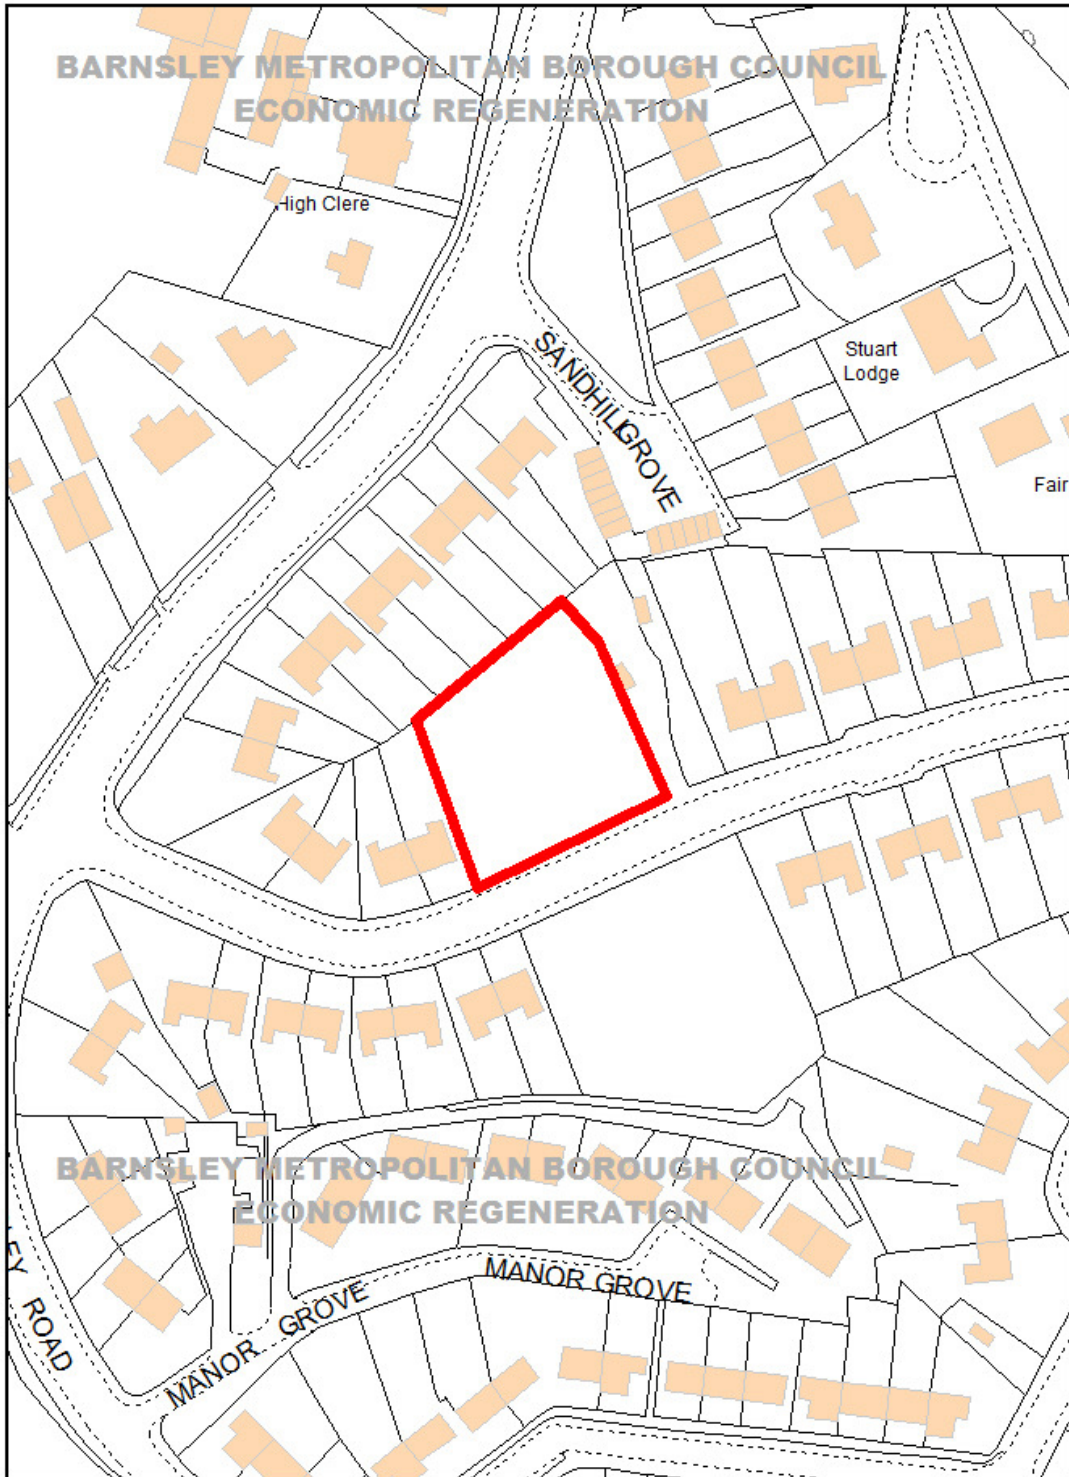 BARNSLEY METROPOLITAN BOROUGH COUNCIL
ECONOMIC REGENERATION
High Clere
SANDHILL GROVE
Stuart
Lodge
Fair
BARNSLEY METROPOLITAN BOROUGH COUNCIL
ECONOMIC REGENERATION
MANOR GROVE
EY ROAD
MANOR GROVE